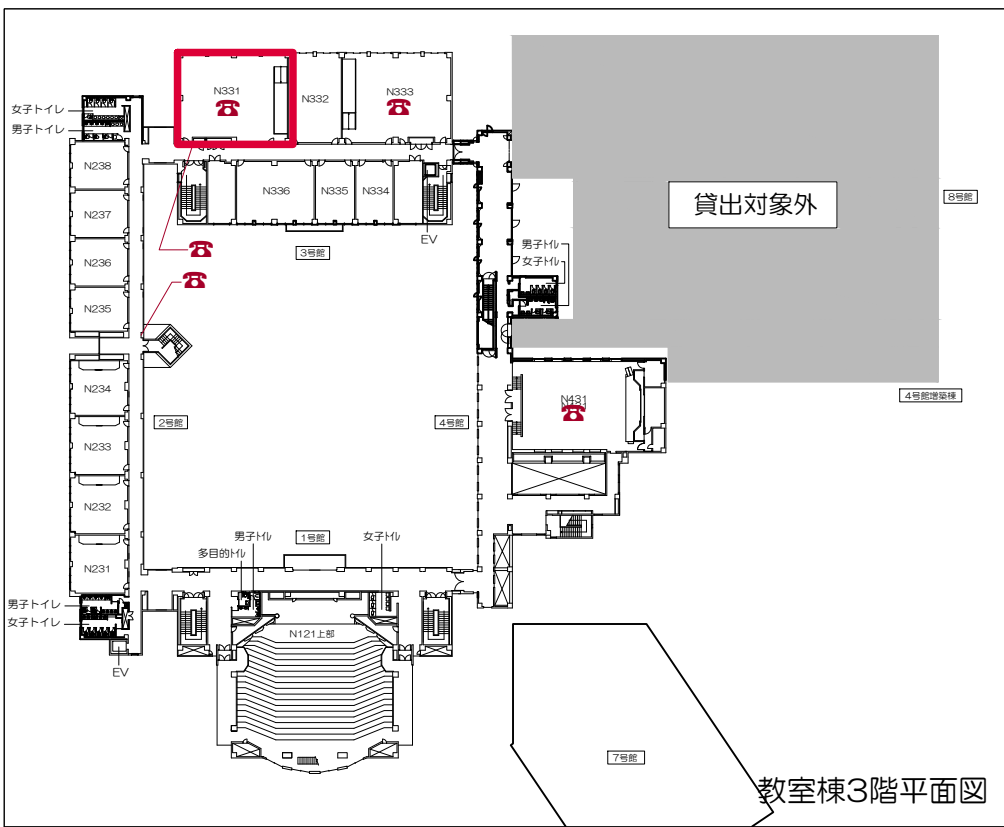 N331
N332
N333
女子トイレ
男子トイレ
N238
N237
N236
N235
N234
N233
N232
N231
N336
N335
N334
EV
3号館
貸出対象外
8号館
男子トイレ
女子トイレ
N431
4号館増築棟
2号館
4号館
1号館
男子トイレ
多目的トイレ
女子トイレ
男子トイレ
女子トイレ
EV
N121上部
7号館
教室棟3階平面図